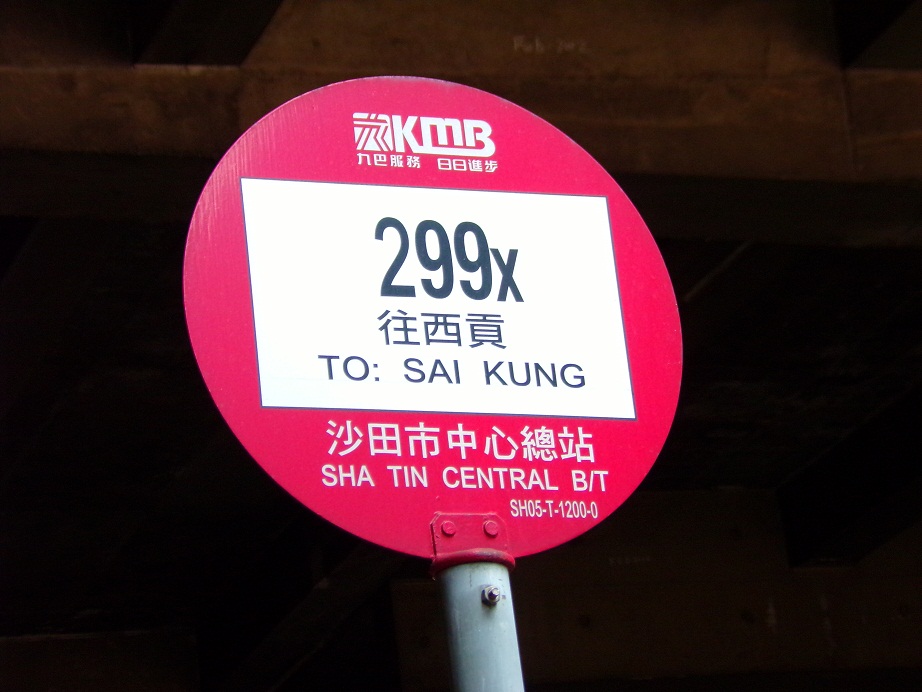 KMB
九巴服務 日日進步
299x
往西貢
TO: SAI KUNG
沙田市中心總站
SHA TIN CENTRAL B/T
SH05-T-1200-0